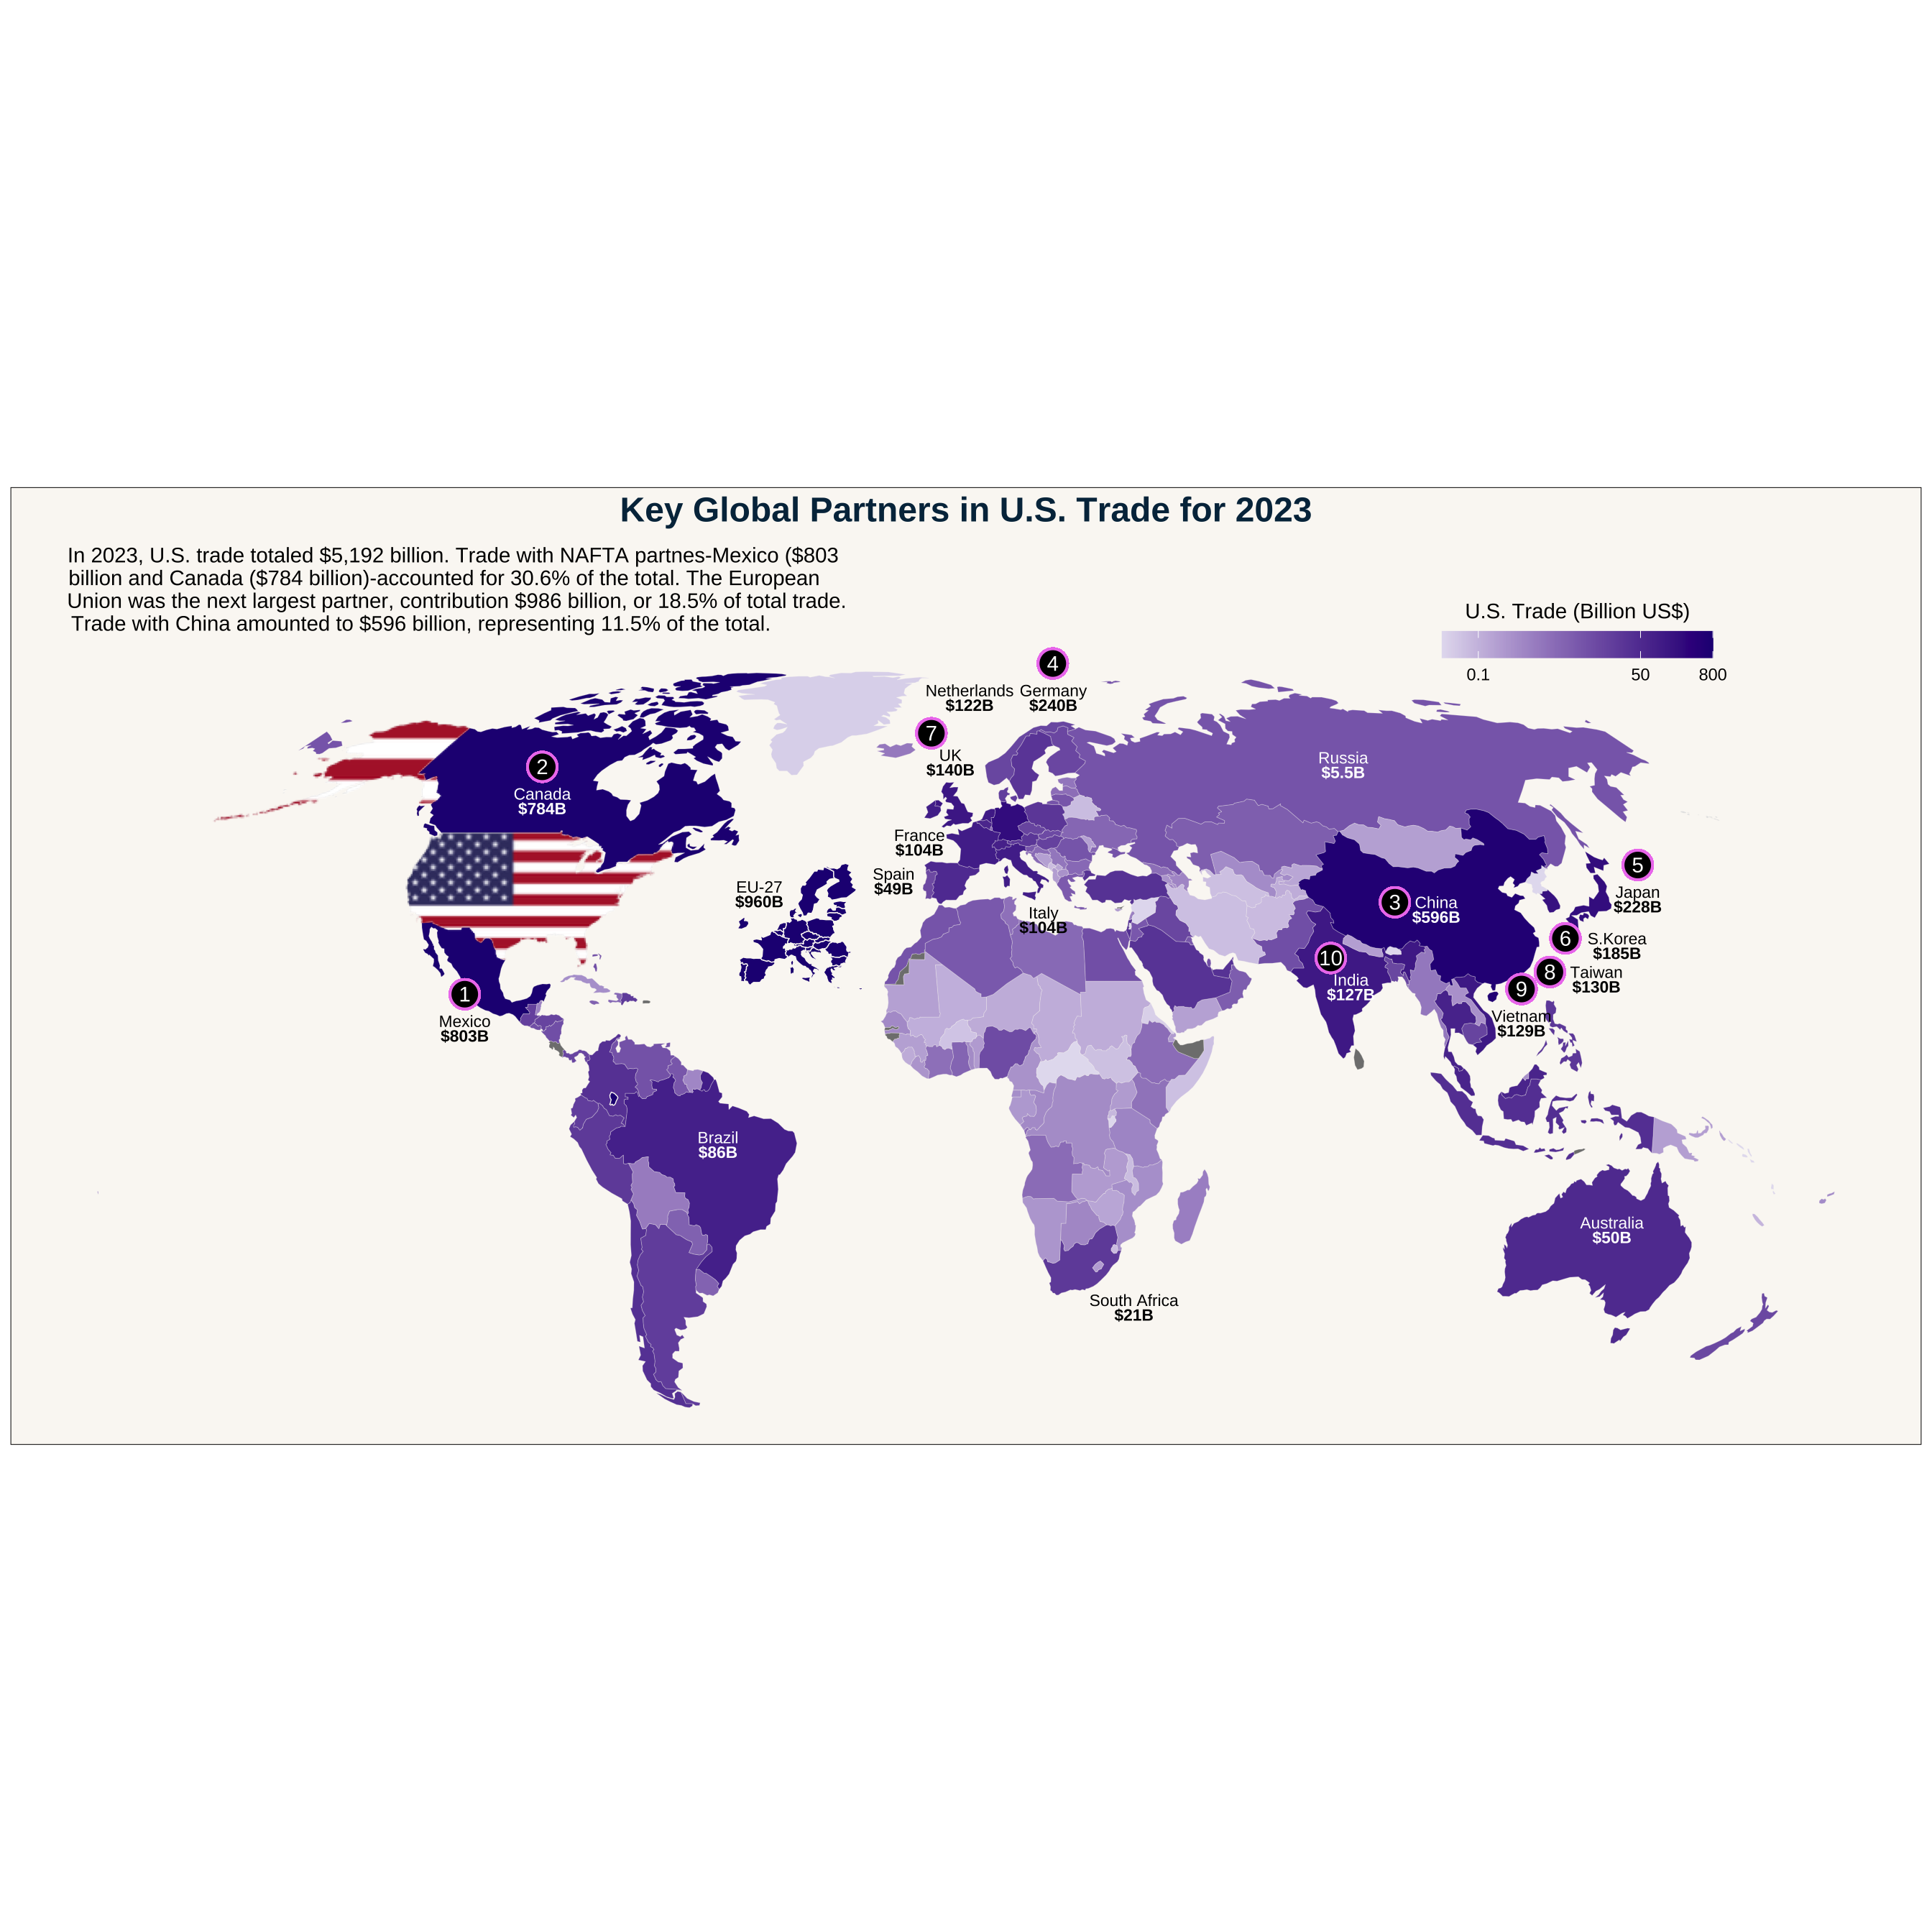 Key Global Partners in U.S. Trade for 2023
In 2023, U.S. trade totaled $5,192 billion. Trade with NAFTA partnes-Mexico ($803
billion and Canada ($784 billion)-accounted for 30.6% of the total. The European
Union was the next largest partner, contribution $986 billion, or 18.5% of total trade.
Trade with China amounted to $596 billion, representing 11.5% of the total.
U.S. Trade (Billion US$)
0.1 50 800
4
Netherlands
$122B
Germany
$240B
7
UK
$140B
2
Canada
$784B
Russia
$5.5B
France
$104B
Spain
$49B
EU-27
$960B
Italy
$104B
5
Japan
$228B
3
China
$596B
6
S.Korea
$185B
10
India
$127B
8
Taiwan
$130B
9
Vietnam
$129B
1
Mexico
$803B
Brazil
$86B
Australia
$50B
South Africa
$21B